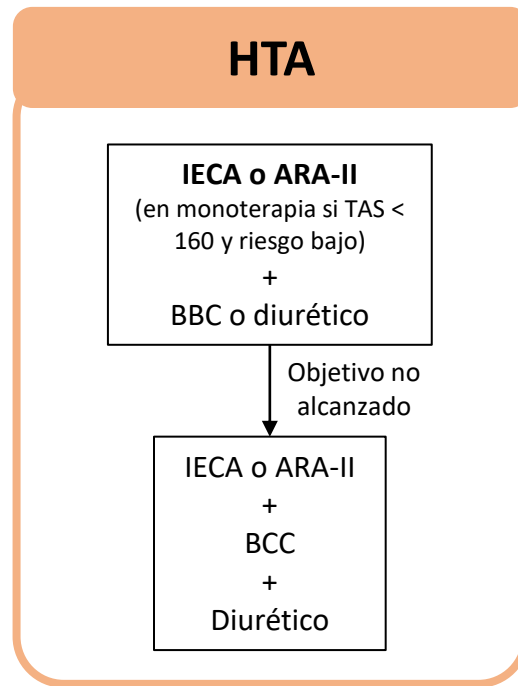 HTA
IECA o ARA-II
(en monoterapia si TAS <
160 y riesgo bajo)
+
BBC o diurético
Objetivo no
alcanzado
IECA o ARA-II
+
BCC
+
Diurético